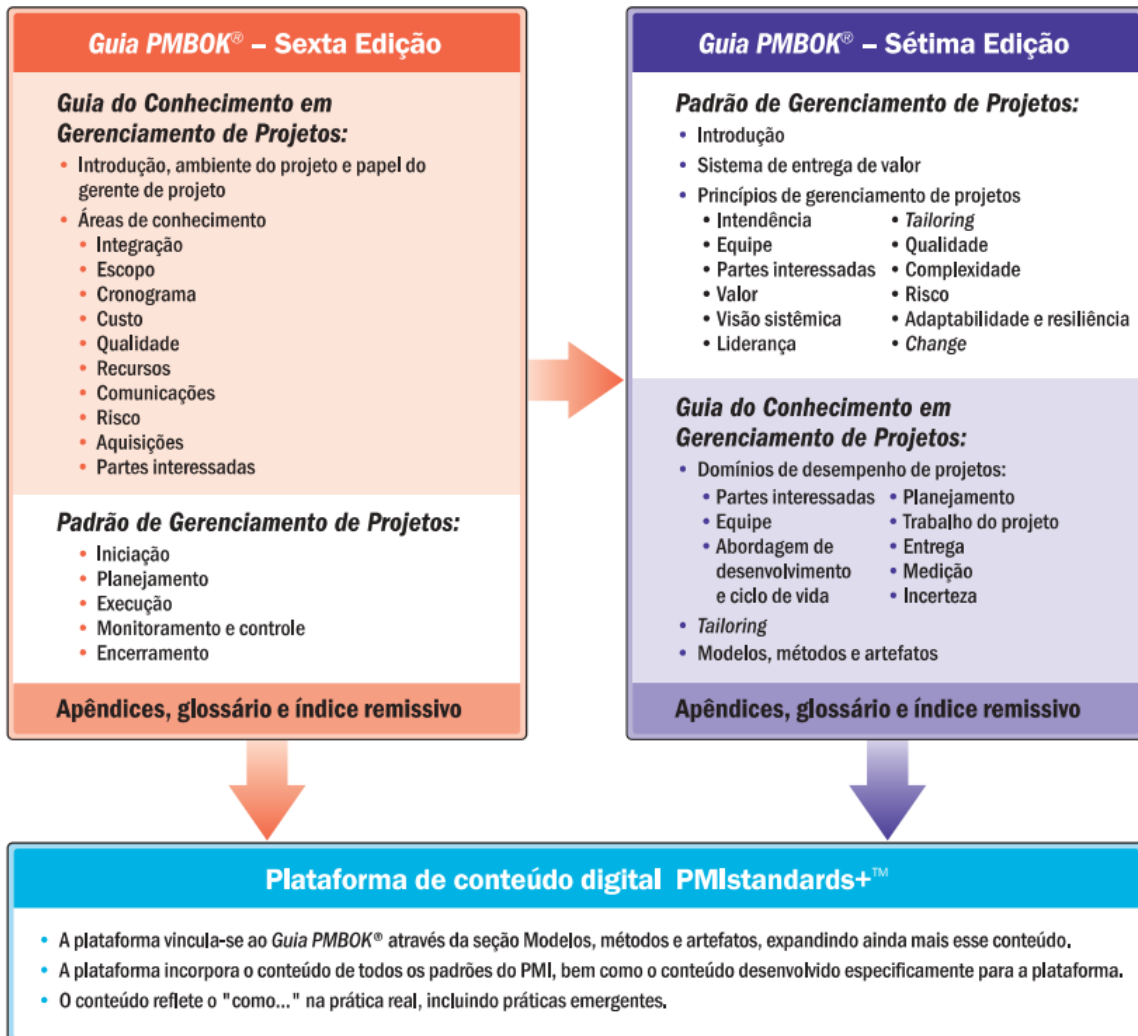 Guia PMBOK® – Sexta Edição
Guia do Conhecimento em
Gerenciamento de Projetos:
• Introdução, ambiente do projeto e papel do
gerente de projeto
• Áreas de conhecimento
• Integração
• Escopo
• Cronograma
• Custo
• Qualidade
• Recursos
• Comunicações
• Risco
• Aquisições
• Partes interessadas
Padrão de Gerenciamento de Projetos:
• Iniciação
• Planejamento
• Execução
• Monitoramento e controle
• Encerramento
Apêndices, glossário e índice remissivo
Guia PMBOK® – Sétima Edição
Padrão de Gerenciamento de Projetos:
• Introdução
• Sistema de entrega de valor
• Princípios de gerenciamento de projetos
• Intendência
• Equipe
• Partes interessadas
• Valor
• Visão sistêmica
• Liderança
• Tailoring
• Qualidade
• Complexidade
• Risco
• Adaptabilidade e resiliência
• Change
Guia do Conhecimento em
Gerenciamento de Projetos:
• Domínios de desempenho de projetos:
• Partes interessadas
• Equipe
• Abordagem de
desenvolvimento
e ciclo de vida
• Planejamento
• Trabalho do projeto
• Entrega
• Medição
• Incerteza
• Tailoring
• Modelos, métodos e artefatos
Apêndices, glossário e índice remissivo
Plataforma de conteúdo digital PMIstandards+™
• A plataforma vincula-se ao Guia PMBOK® através da seção Modelos, métodos e artefatos, expandindo ainda mais esse conteúdo.
• A plataforma incorpora o conteúdo de todos os padrões do PMI, bem como o conteúdo desenvolvido especificamente para a plataforma.
• O conteúdo reflete o "como..." na prática real, incluindo práticas emergentes.